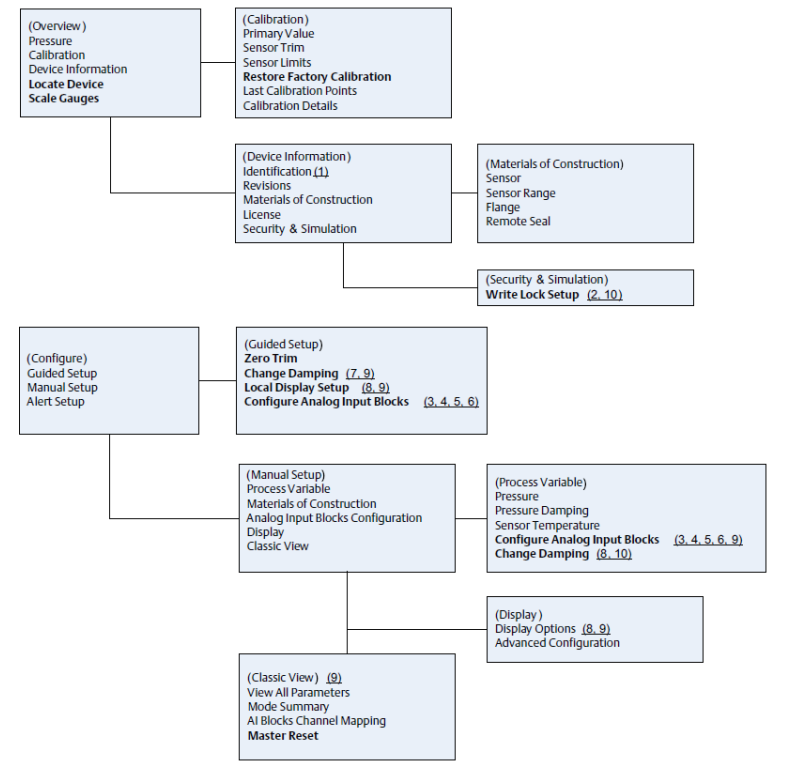 (Overview)
Pressure
Calibration
Device Information
Locate Device
Scale Gauges
(Calibration)
Primary Value
Sensor Trim
Sensor Limits
Restore Factory Calibration
Last Calibration Points
Calibration Details
(Device Information)
Identification (1)
Revisions
Materials of Construction
License
Security & Simulation
(Materials of Construction)
Sensor
Sensor Range
Flange
Remote Seal
(Security & Simulation)
Write Lock Setup (2, 10)
(Configure)
Guided Setup
Manual Setup
Alert Setup
(Guided Setup)
Zero Trim
Change Damping (7, 9)
Local Display Setup (8, 9)
Configure Analog Input Blocks (3, 4, 5, 6)
(Manual Setup)
Process Variable
Materials of Construction
Analog Input Blocks Configuration
Display
Classic View
(Process Variable)
Pressure
Pressure Damping
Sensor Temperature
Configure Analog Input Blocks (3, 4, 5, 6, 9)
Change Damping (8, 10)
(Display)
Display Options (8, 9)
Advanced Configuration
(Classic View) (9)
View All Parameters
Mode Summary
AI Blocks Channel Mapping
Master Reset